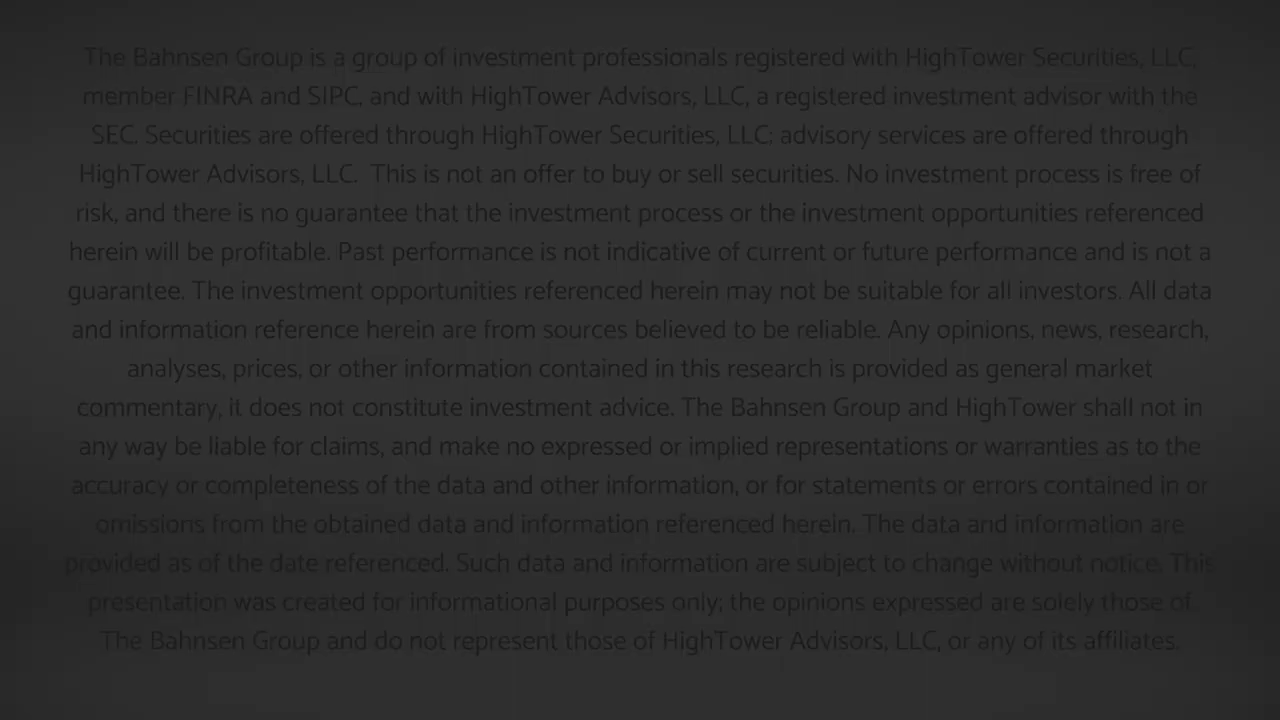 The Bahnsen Group is a group of investment professionals registered with HighTower Securities, LLC,
member FINRA and SIPC, and with HighTower Advisors, LLC, a registered investment advisor with the
SEC. Securities are offered through HighTower Securities, LLC; advisory services are offered through
HighTower Advisors, LLC.  This is not an offer to buy or sell securities. No investment process is free of
risk, and there is no guarantee that the investment process or the investment opportunities referenced
herein will be profitable. Past performance is not indicative of current or future performance and is not a
guarantee. The investment opportunities referenced herein may not be suitable for all investors. All data
and information reference herein are from sources believed to be reliable. Any opinions, news, research,
analyses, prices, or other information contained in this research is provided as general market
commentary, it does not constitute investment advice. The Bahnsen Group and HighTower shall not in
any way be liable for claims, and make no expressed or implied representations or warranties as to the
accuracy or completeness of the data and other information, or for statements or errors contained in or
omissions from the obtained data and information referenced herein. The data and information are
provided as of the date referenced. Such data and information are subject to change without notice. This
presentation was created for informational purposes only; the opinions expressed are solely those of
The Bahnsen Group and do not represent those of HighTower Advisors, LLC, or any of its affiliates.